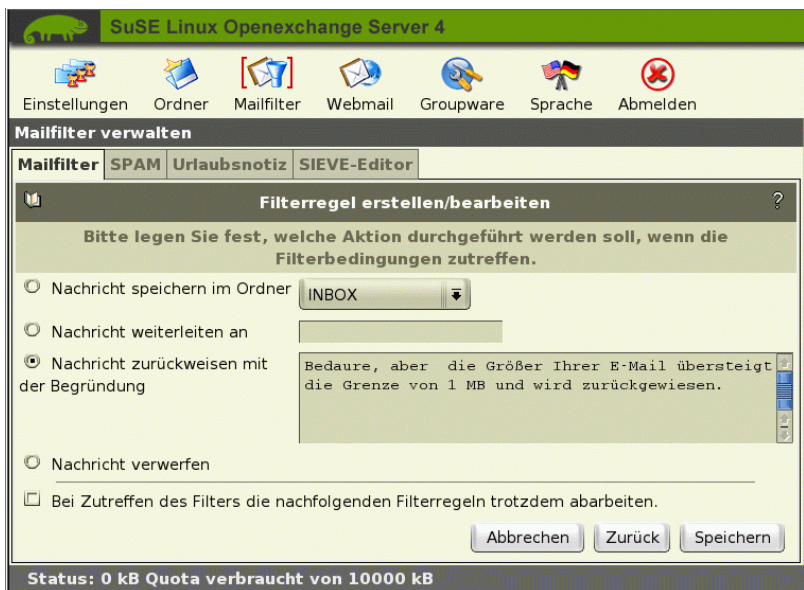 SuSE Linux Openexchange Server 4
Einstellungen Ordner Mailfilter Webmail Groupware Sprache Abmelden
Mailfilter verwalten
Mailfilter SPAM Urlaubsnotiz SIEVE-Editor
Filterregel erstellen/bearbeiten ?
Bitte legen Sie fest, welche Aktion durchgeführt werden soll, wenn die
Filterbedingungen zutreffen.
Nachricht speichern im Ordner INBOX
Nachricht weiterleiten an
Nachricht zurückweisen mit
der Begründung
Bedaure, aber die Größer Ihrer E-Mail übersteigt
die Grenze von 1 MB und wird zurückgewiesen.
Nachricht verwerfen
Bei Zutreffen des Filters die nachfolgenden Filterregeln trotzdem abarbeiten.
Abbrechen Zurück Speichern
Status: 0 kB Quota verbraucht von 10000 kB